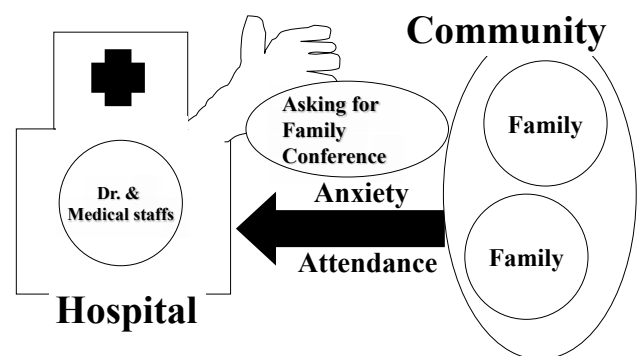 Community
Asking for
Family
Conference
Family
Dr. &
Medical staffs
Anxiety
Attendance
Family
Hospital